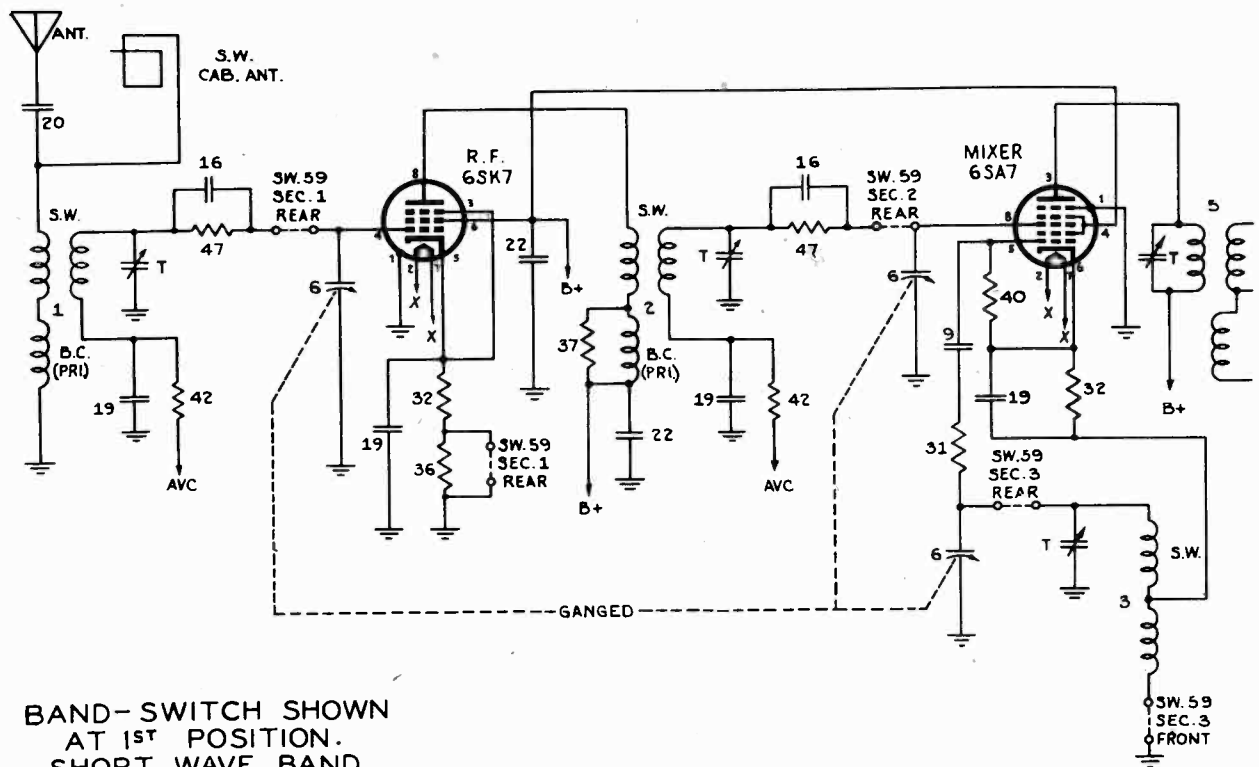 ANT.
S.W.
CAB. ANT.
20
S.W.
1
B.C.
(PRI.)
16
47
T
19
42
AVC
SW. 59
SEC. 1
REAR
6
R.F.
6SK7
8
3
6
4
1
2
7
5
X
X
22
B+
32
19
36
SW. 59
SEC. 1
REAR
S.W.
2
37
B.C.
(PRI.)
22
B+
16
47
T
19
42
AVC
SW. 59
SEC. 2
REAR
6
MIXER
6SA7
3
1
8
4
5
2
7
6
X
X
40
9
19
32
31
SW. 59
SEC. 3
REAR
6
T
S.W.
3
SW. 59
SEC. 3
FRONT
5
T
B+
GANGED
BAND-SWITCH SHOWN
AT 1ST POSITION.
SHORT WAVE BAND